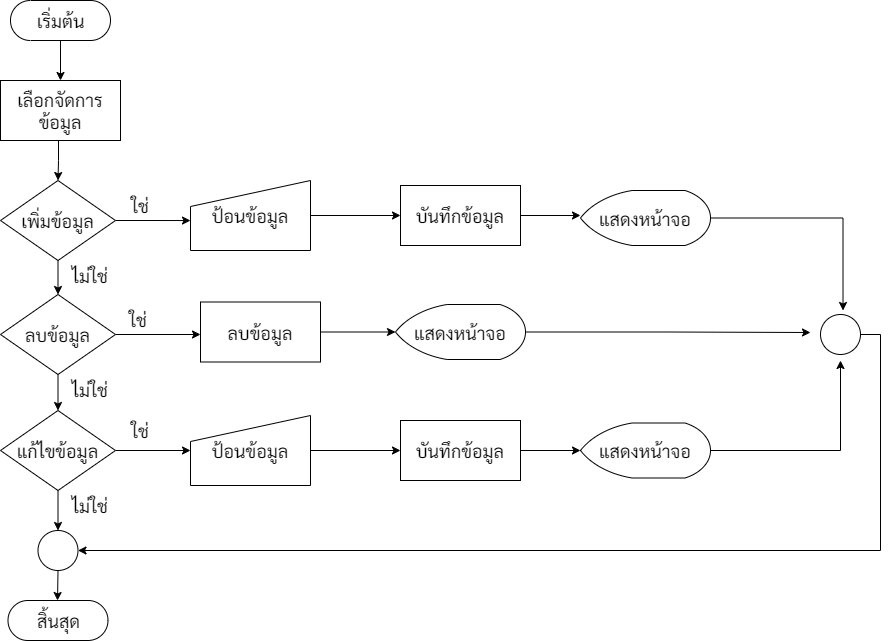 เริ่มต้น
เลือกจัดการ
ข้อมูล
เพิ่มข้อมูล
ใช่
ป้อนข้อมูล
บันทึกข้อมูล
แสดงหน้าจอ
ไม่ใช่
ลบข้อมูล
ใช่
ลบข้อมูล
แสดงหน้าจอ
ไม่ใช่
แก้ไขข้อมูล
ใช่
ป้อนข้อมูล
บันทึกข้อมูล
แสดงหน้าจอ
ไม่ใช่
สิ้นสุด